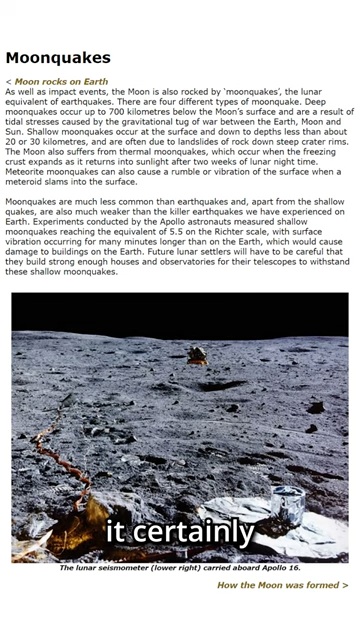 Moonquakes
< Moon rocks on Earth
As well as impact events, the Moon is also rocked by 'moonquakes', the lunar
equivalent of earthquakes. There are four different types of moonquake. Deep
moonquakes occur up to 700 kilometres below the Moon's surface and are a result of
tidal stresses caused by the gravitational tug of war between the Earth, Moon and
Sun. Shallow moonquakes occur at the surface and down to depths less than about
20 or 30 kilometres, and are often due to landslides of rock down steep crater rims.
The Moon also suffers from thermal moonquakes, which occur when the freezing
crust expands as it returns into sunlight after two weeks of lunar night time.
Meteorite moonquakes can also cause a rumble or vibration of the surface when a
meteroid slams into the surface.
Moonquakes are much less common than earthquakes and, apart from the shallow
quakes, are also much weaker than the killer earthquakes we have experienced on
Earth. Experiments conducted by the Apollo astronauts measured shallow
moonquakes reaching the equivalent of 5.5 on the Richter scale, with surface
vibration occurring for many minutes longer than on the Earth, which would cause
damage to buildings on the Earth. Future lunar settlers will have to be careful that
they build strong enough houses and observatories for their telescopes to withstand
these shallow moonquakes.
it certainly
The lunar seismometer (lower right) carried aboard Apollo 16.
How the Moon was formed >